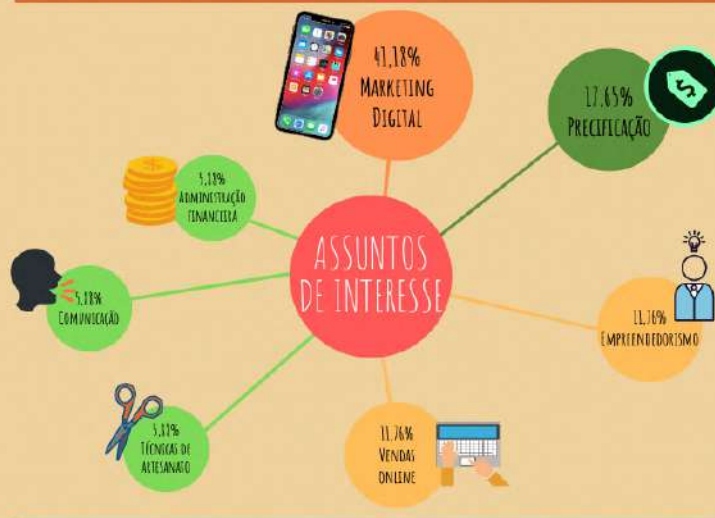 41,18%
MARKETING
DIGITAL
17,65%
PRECIFICAÇÃO
5,88%
ADMINISTRAÇÃO
FINANCEIRA
ASSUNTOS
DE INTERESSE
5,88%
COMUNICAÇÃO
11,76%
EMPREENDEDORISMO
5,88%
TÉCNICAS DE
ARTESANATO
11,76%
VENDAS
ONLINE